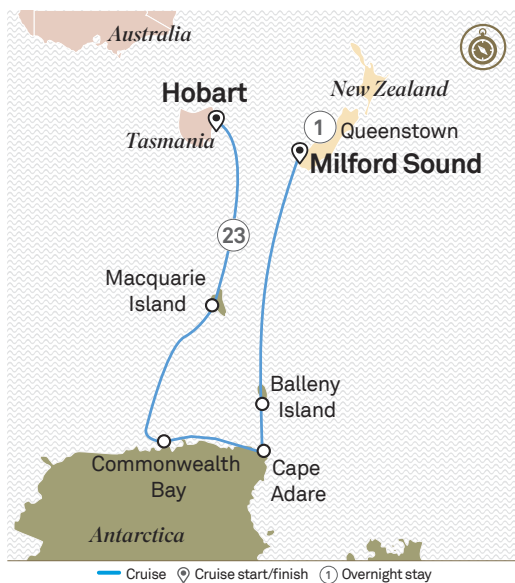 Australia
New Zealand
Hobart
1
Queenstown
Tasmania
Milford Sound
23
Macquarie
Island
Balleny
Island
Commonwealth
Bay
Cape
Adare
Antarctica
Cruise Cruise start/finish 1 Overnight stay